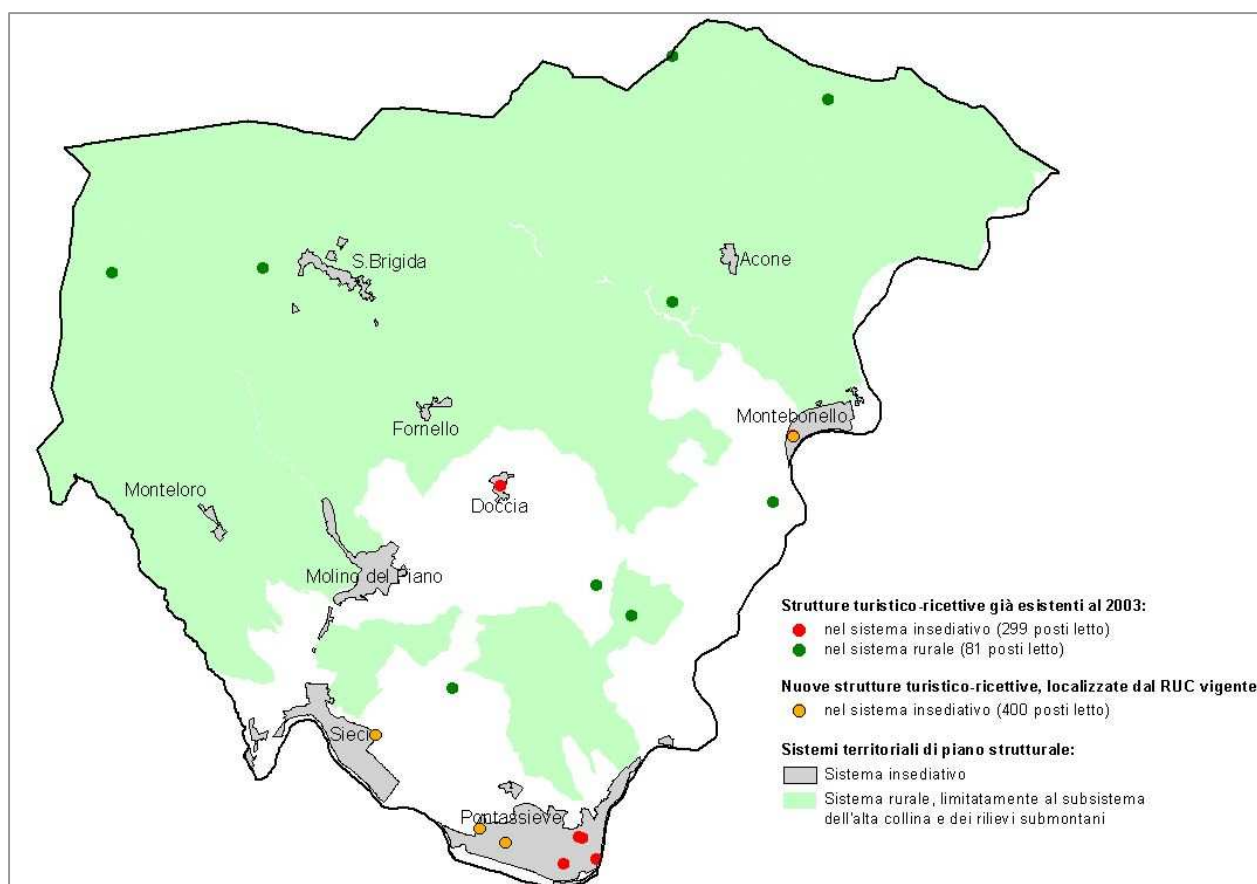 S.Brigida
Acone
Fornello
Montebonello
Monteloro
Doccia
Molino del Piano
Sieci
Pontassieve
Strutture turistico-ricettive già esistenti al 2003:
nel sistema insediativo (299 posti letto)
nel sistema rurale (81 posti letto)
Nuove strutture turistico-ricettive, localizzate dal RUC vigente
nel sistema insediativo (400 posti letto)
Sistemi territoriali di piano strutturale:
Sistema insediativo
Sistema rurale, limitatamente al subsistema
dell'alta collina e dei rilievi submontani